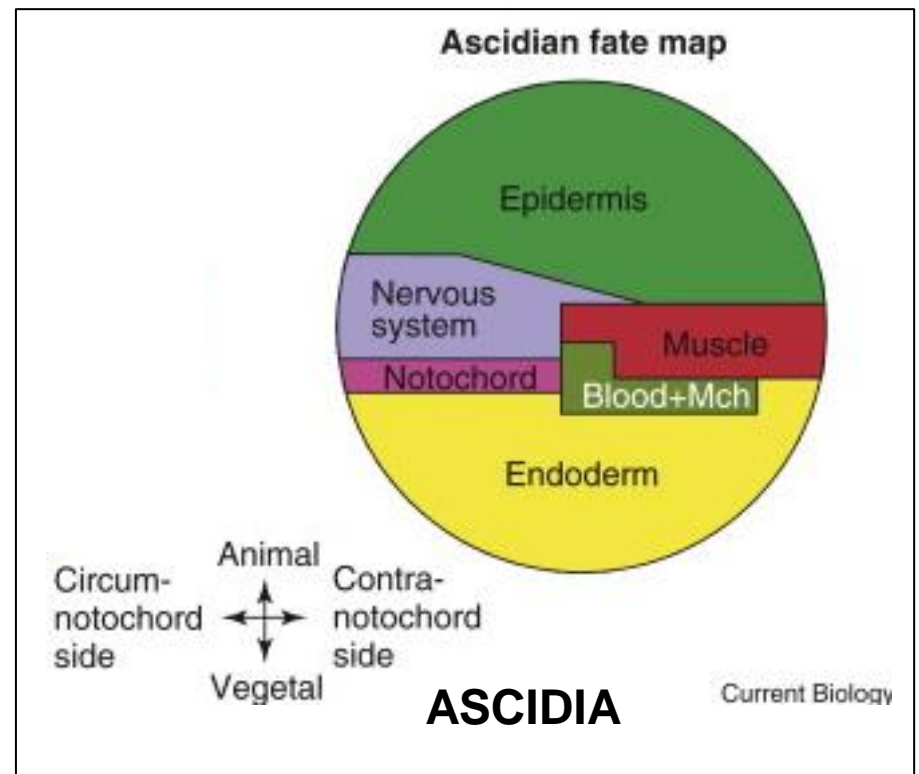 Ascidian fate map
Epidermis
Nervous
system
Muscle
Notochord
Blood+Mch
Endoderm
Animal
Circum-
notochord
side
Contra-
notochord
side
Vegetal
ASCIDIA
Current Biology